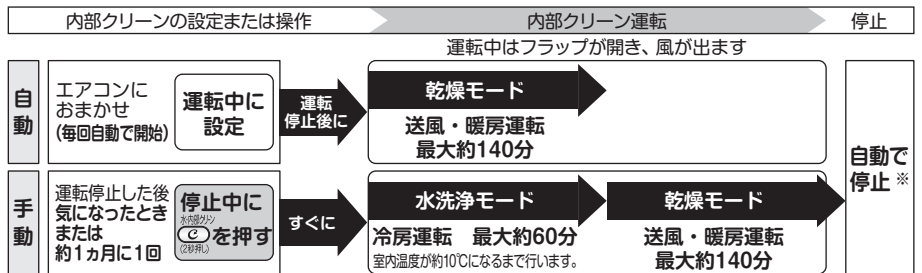 内部クリーンの設定または操作
内部クリーン運転
停止
運転中はフラップが開き、風が出ます
自動
エアコンに
おまかせ
(毎回自動で開始)
運転中に
設定
運転
停止後に
乾燥モード
送風・暖房運転
最大約140分
自動で
停止※
手動
運転停止した後
気になったとき
または
約1ヵ月に1回
停止中に
水内部クリーン
を押す
(2秒押し)
すぐに
水洗浄モード
冷房運転 最大約60分
室内温度が約10℃になるまで行います。
乾燥モード
送風・暖房運転
最大約140分